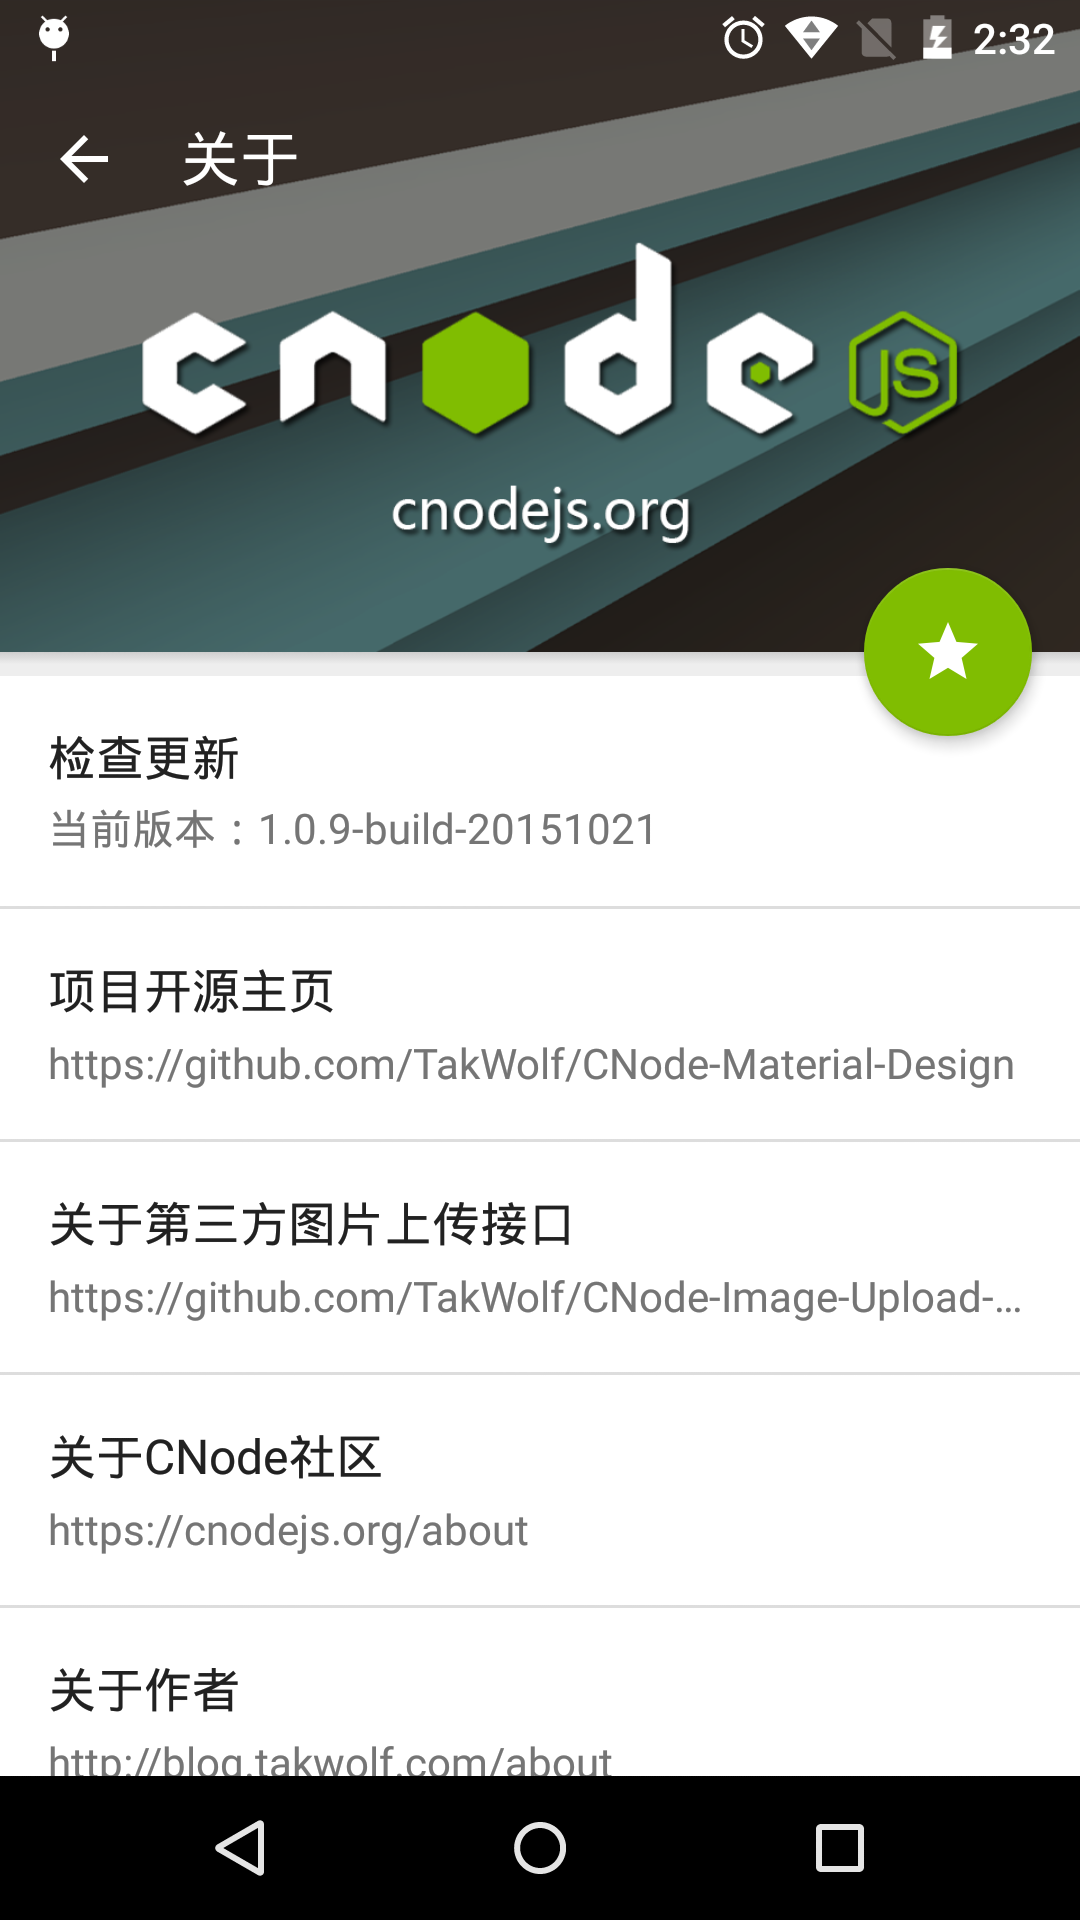 2:32
关于
cnode JS
cnodejs.org
检查更新
当前版本：1.0.9-build-20151021
项目开源主页
https://github.com/TakWolf/CNode-Material-Design
关于第三方图片上传接口
https://github.com/TakWolf/CNode-Image-Upload-...
关于CNode社区
https://cnodejs.org/about
关于作者
http://blog.takwolf.com/about